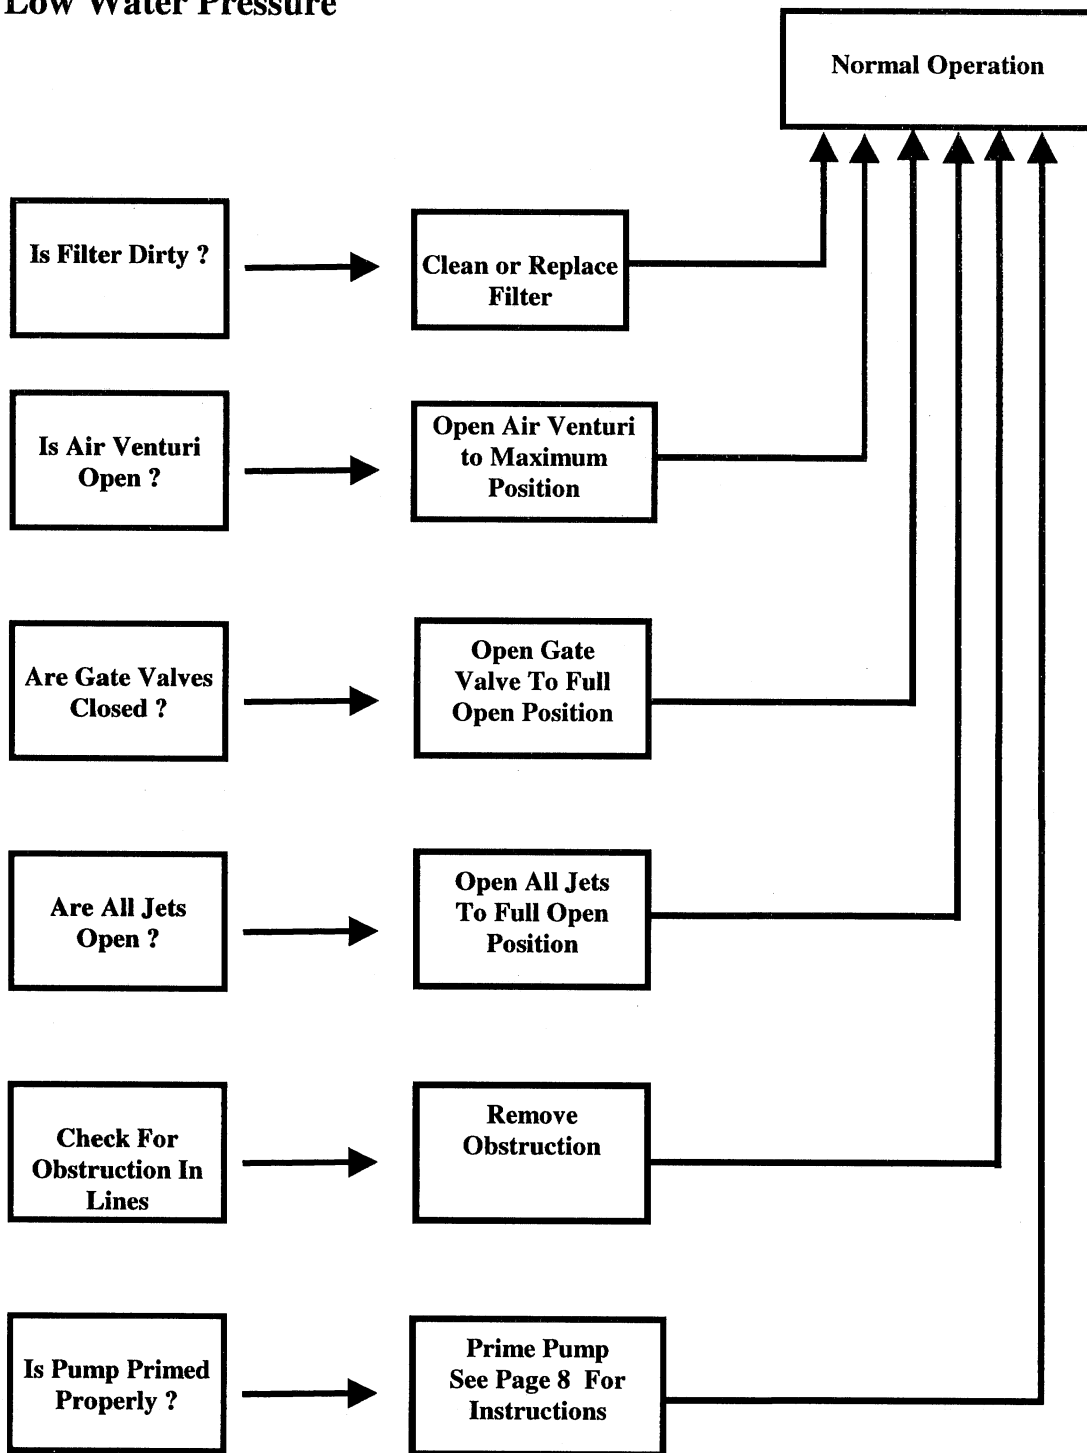 Low Water Pressure
Normal Operation
Is Filter Dirty ?
Clean or Replace
Filter
Is Air Venturi
Open ?
Open Air Venturi
to Maximum
Position
Are Gate Valves
Closed ?
Open Gate
Valve To Full
Open Position
Are All Jets
Open ?
Open All Jets
To Full Open
Position
Check For
Obstruction In
Lines
Remove
Obstruction
Is Pump Primed
Properly ?
Prime Pump
See Page 8 For
Instructions